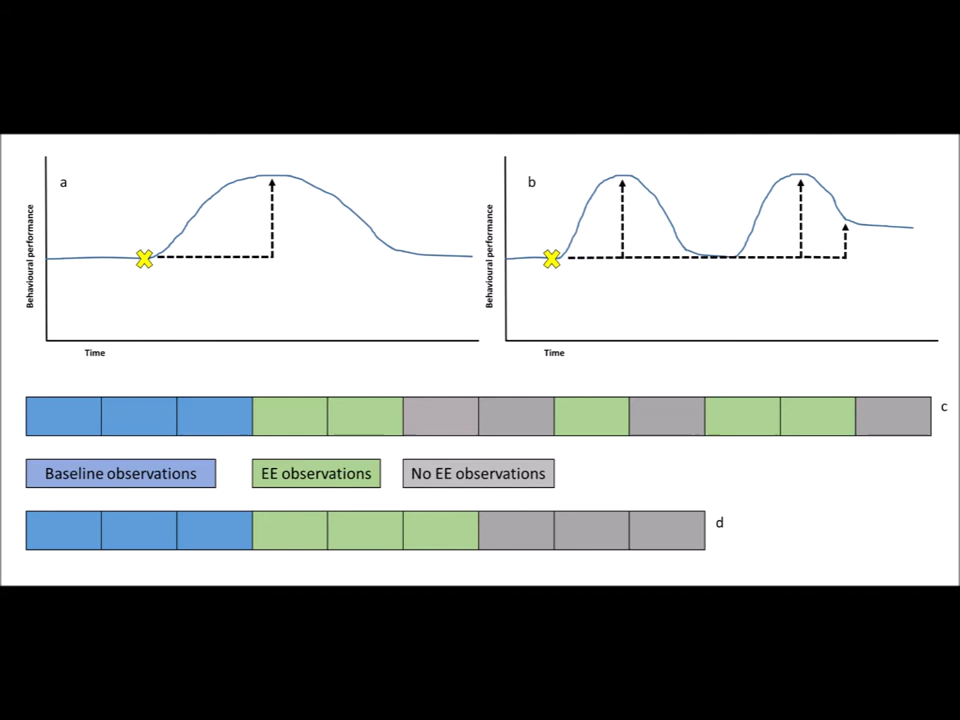 a
Behavioural performance
Time
b
Behavioural performance
Time
c
Baseline observations
EE observations
No EE observations
d